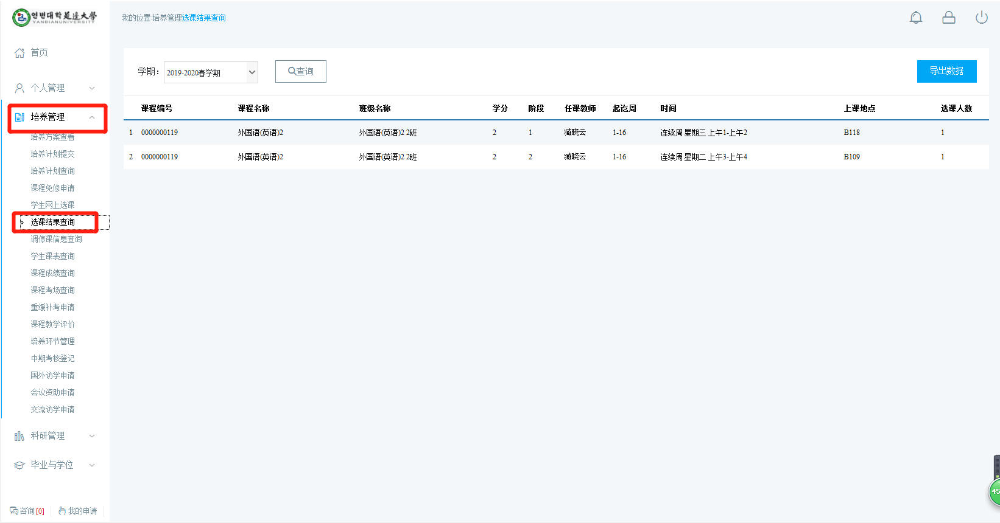 연변대학 延边大學
YANBIANUNIVERSITY
我的位置:培养管理选课结果查询
首页
个人管理
培养管理
培养方案查看
培养计划提交
培养计划查询
课程免修申请
学生网上选课
选课结果查询
调停课信息查询
学生课表查询
课程成绩查询
课程考场查询
重缓补考申请
课程教学评价
培养环节管理
中期考核登记
国外访学申请
会议资助申请
交流访学申请
科研管理
毕业与学位
咨询 [0] 我的申请
学期： 2019-2020春学期 查询 导出数据
课程编号 课程名称 班级名称 学分 阶段 任课教师 起讫周 时间 上课地点 选课人数
1 0000000119 外国语(英语)2 外国语(英语)2 2班 2 1 臧晓云 1-16 连续周 星期三 上午1-上午2 B118 1
2 0000000119 外国语(英语)2 外国语(英语)2 2班 2 2 臧晓云 1-16 连续周 星期二 上午3-上午4 B109 1
45